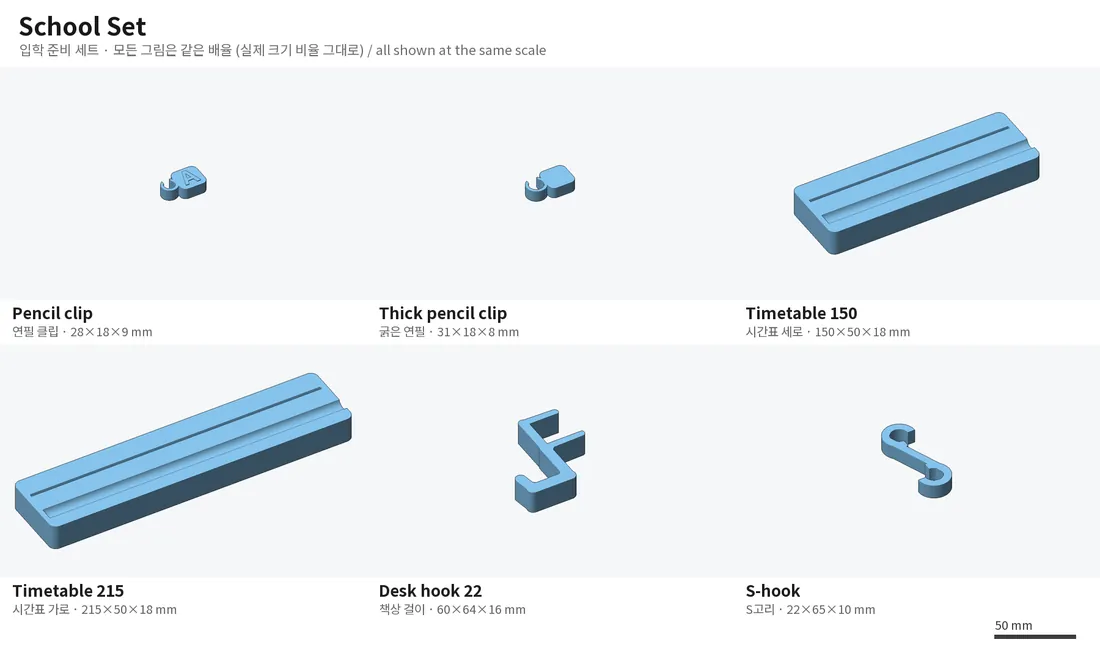 School Set
입학 준비 세트 · 모든 그림은 같은 배율 (실제 크기 비율 그대로) / all shown at the same scale
A
Pencil clip
연필 클립 · 28×18×9 mm
Thick pencil clip
굵은 연필 · 31×18×8 mm
Timetable 150
시간표 세로 · 150×50×18 mm
Timetable 215
시간표 가로 · 215×50×18 mm
Desk hook 22
책상 걸이 · 60×64×16 mm
S-hook
S고리 · 22×65×10 mm
50 mm